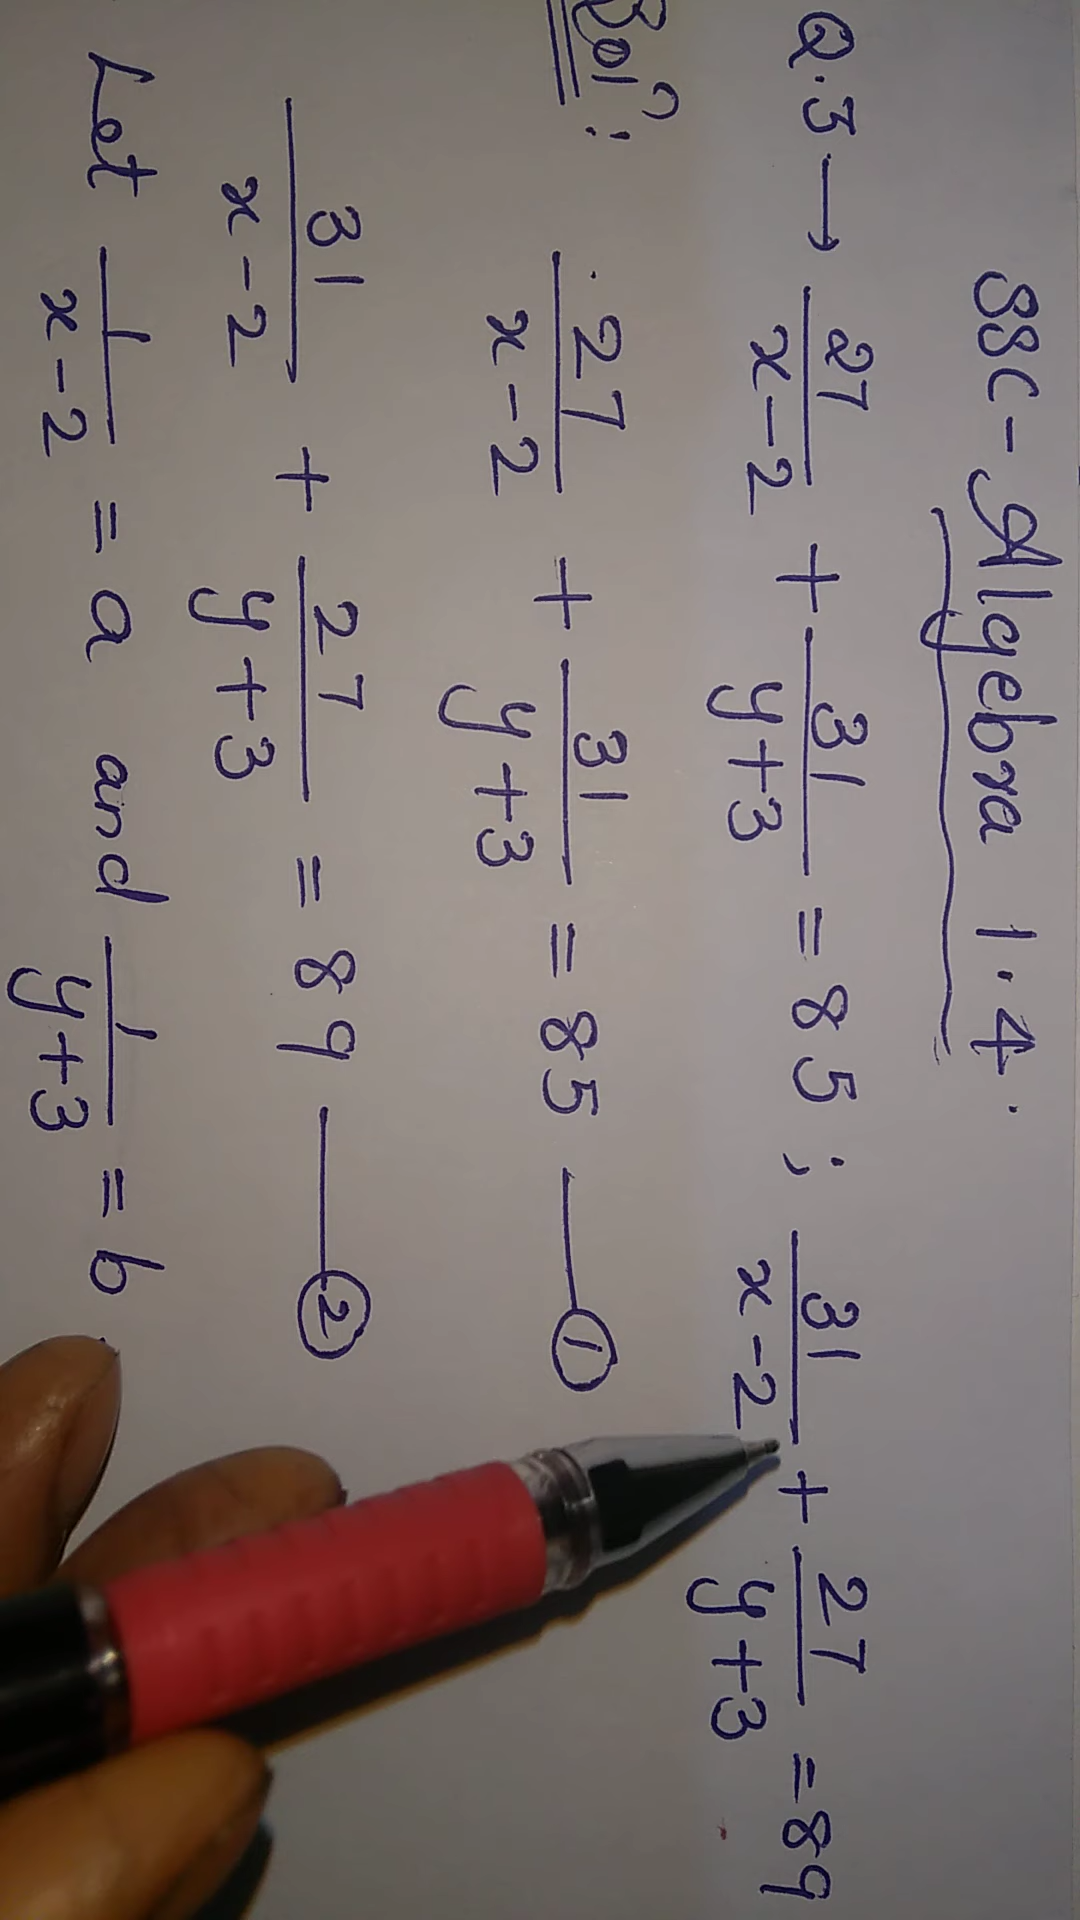 SSC - Algebra 1.4.
Q.3 → 27/(x-2) + 31/(y+3) = 85 ; 31/(x-2) + 27/(y+3) = 89
Solⁿ:
27/(x-2) + 31/(y+3) = 85 — ①
31/(x-2) + 27/(y+3) = 89 — ②
Let 1/(x-2) = a and 1/(y+3) = b